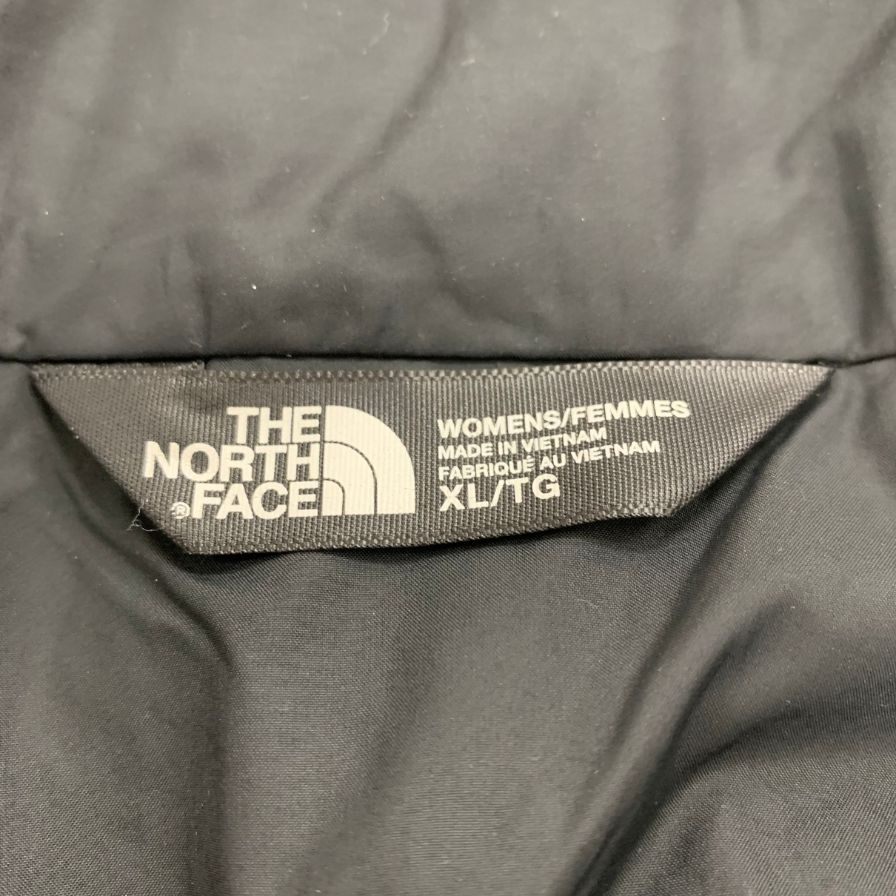 THE
NORTH
FACE
®
WOMENS/FEMMES
MADE IN VIETNAM
FABRIQUÉ AU VIETNAM
XL/TG